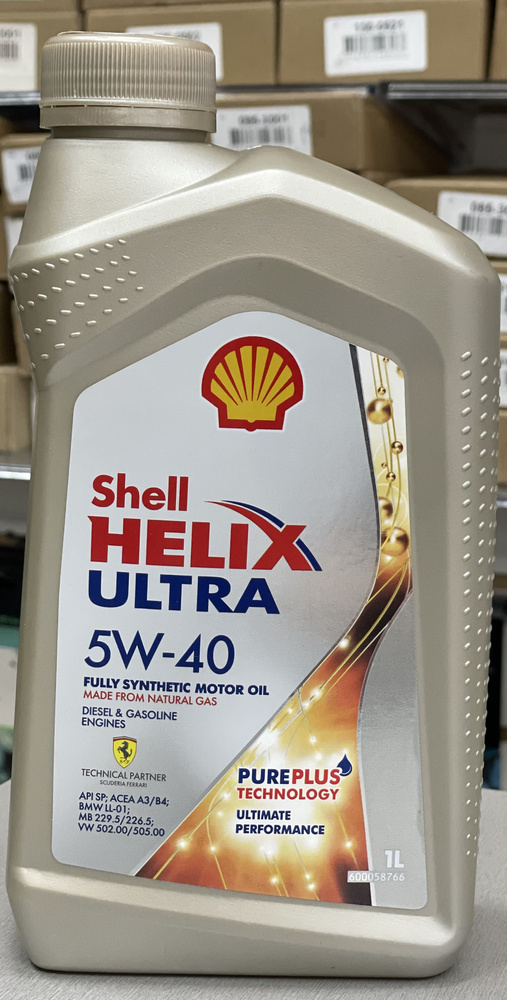 100-0021
Shell
HELIX
ULTRA
5W-40
FULLY SYNTHETIC MOTOR OIL
MADE FROM NATURAL GAS
DIESEL & GASOLINE
ENGINES
TECHNICAL PARTNER
SCUDERIA FERRARI
API SP; ACEA A3/B4;
BMW LL-01;
MB 229.5/226.5;
VW 502.00/505.00
PUREPLUS
TECHNOLOGY
ULTIMATE
PERFORMANCE
1L
600058766